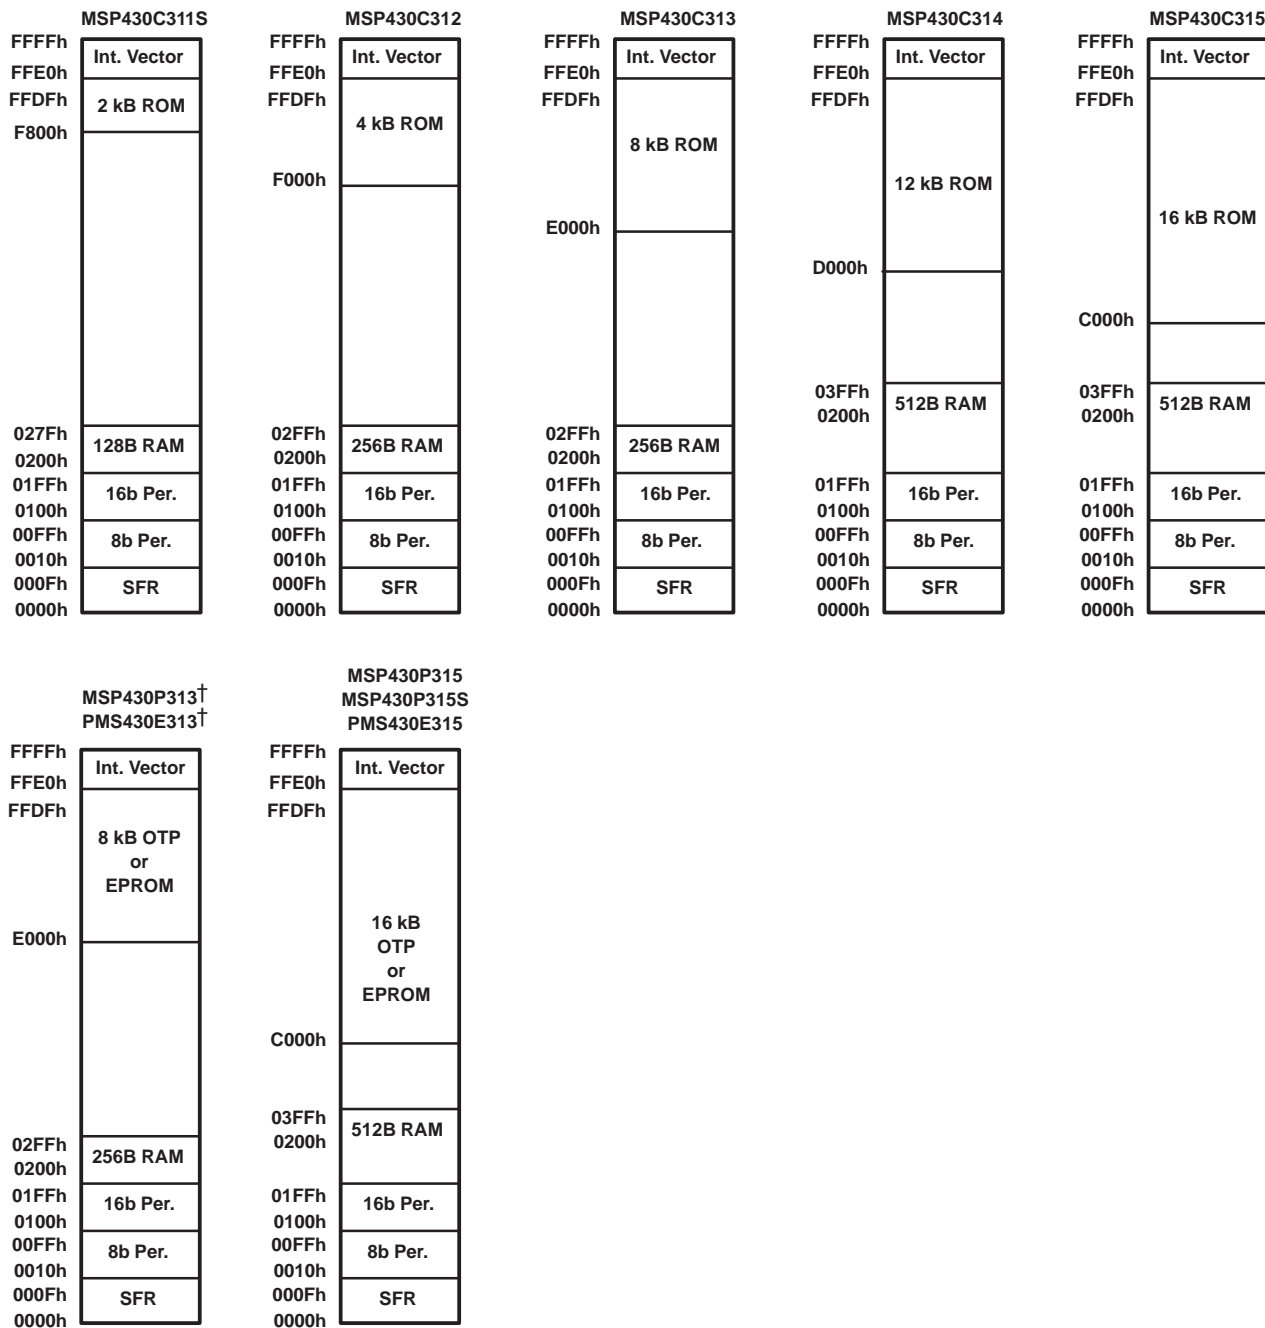 MSP430C311S
FFFFh
Int. Vector
FFE0h
FFDFh
2 kB ROM
F800h
027Fh
128B RAM
0200h
01FFh
16b Per.
0100h
00FFh
8b Per.
0010h
000Fh
SFR
0000h
MSP430C312
FFFFh
Int. Vector
FFE0h
FFDFh
4 kB ROM
F000h
02FFh
256B RAM
0200h
01FFh
16b Per.
0100h
00FFh
8b Per.
0010h
000Fh
SFR
0000h
MSP430C313
FFFFh
Int. Vector
FFE0h
FFDFh
8 kB ROM
E000h
02FFh
256B RAM
0200h
01FFh
16b Per.
0100h
00FFh
8b Per.
0010h
000Fh
SFR
0000h
MSP430C314
FFFFh
Int. Vector
FFE0h
FFDFh
12 kB ROM
D000h
03FFh
512B RAM
0200h
01FFh
16b Per.
0100h
00FFh
8b Per.
0010h
000Fh
SFR
0000h
MSP430C315
FFFFh
Int. Vector
FFE0h
FFDFh
16 kB ROM
C000h
03FFh
512B RAM
0200h
01FFh
16b Per.
0100h
00FFh
8b Per.
0010h
000Fh
SFR
0000h
MSP430P313†
PMS430E313†
FFFFh
Int. Vector
FFE0h
FFDFh
8 kB OTP
or
EPROM
E000h
02FFh
256B RAM
0200h
01FFh
16b Per.
0100h
00FFh
8b Per.
0010h
000Fh
SFR
0000h
MSP430P315
MSP430P315S
PMS430E315
FFFFh
Int. Vector
FFE0h
FFDFh
16 kB
OTP
or
EPROM
C000h
03FFh
512B RAM
0200h
01FFh
16b Per.
0100h
00FFh
8b Per.
0010h
000Fh
SFR
0000h